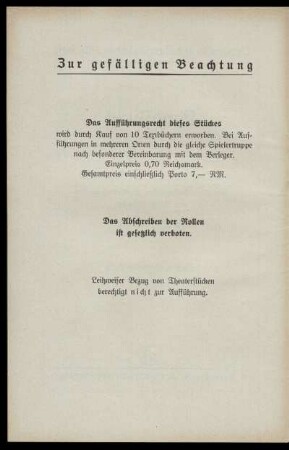 Zur gefälligen Beachtung
Das Aufführungsrecht dieses Stückes
wird durch Kauf von 10 Textbüchern erworben. Bei Auf-
führungen in mehreren Orten durch die gleiche Spielertruppe
nach besonderer Vereinbarung mit dem Verleger.
Einzelpreis 0,70 Reichsmark.
Gesamtpreis einschließlich Porto 7,— RM.
Das Abschreiben der Rollen
ist gesetzlich verboten.
Leihweiser Bezug von Theaterstücken
berechtigt nicht zur Aufführung.